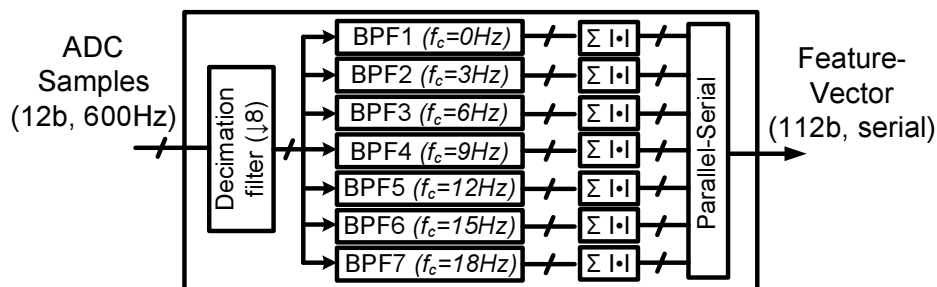 ADC
Samples
(12b, 600Hz)
Decimation
filter (↓8)
BPF1 (fc=0Hz)
Σ |•|
BPF2 (fc=3Hz)
Σ |•|
BPF3 (fc=6Hz)
Σ |•|
BPF4 (fc=9Hz)
Σ |•|
BPF5 (fc=12Hz)
Σ |•|
BPF6 (fc=15Hz)
Σ |•|
BPF7 (fc=18Hz)
Σ |•|
Parallel-Serial
Feature-
Vector
(112b, serial)